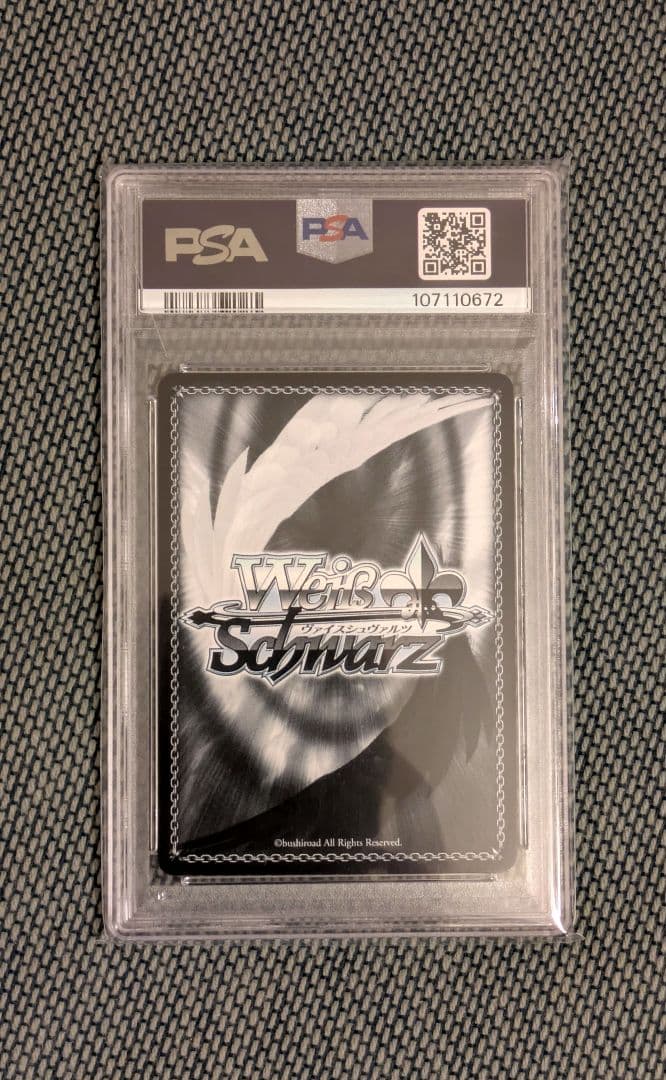 PSA
PSA
107110672
Weiß
ヴァイスシュヴァルツ
Schwarz
©bushiroad All Rights Reserved.